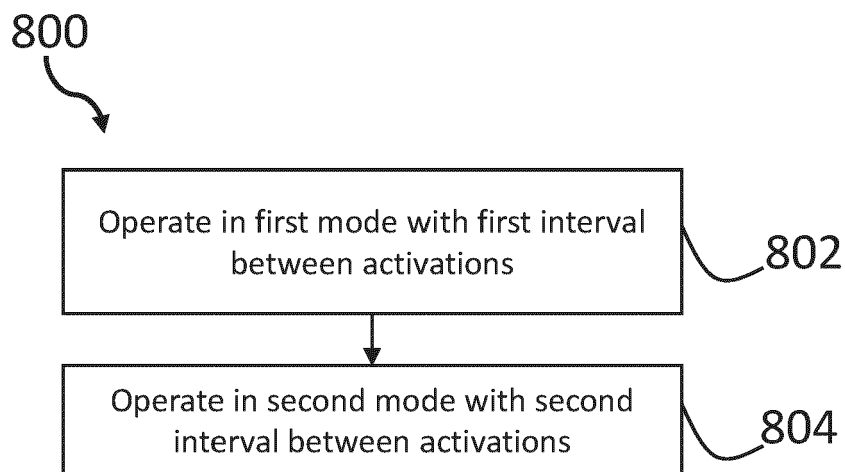 800
Operate in first mode with first interval
between activations
802
Operate in second mode with second
interval between activations
804